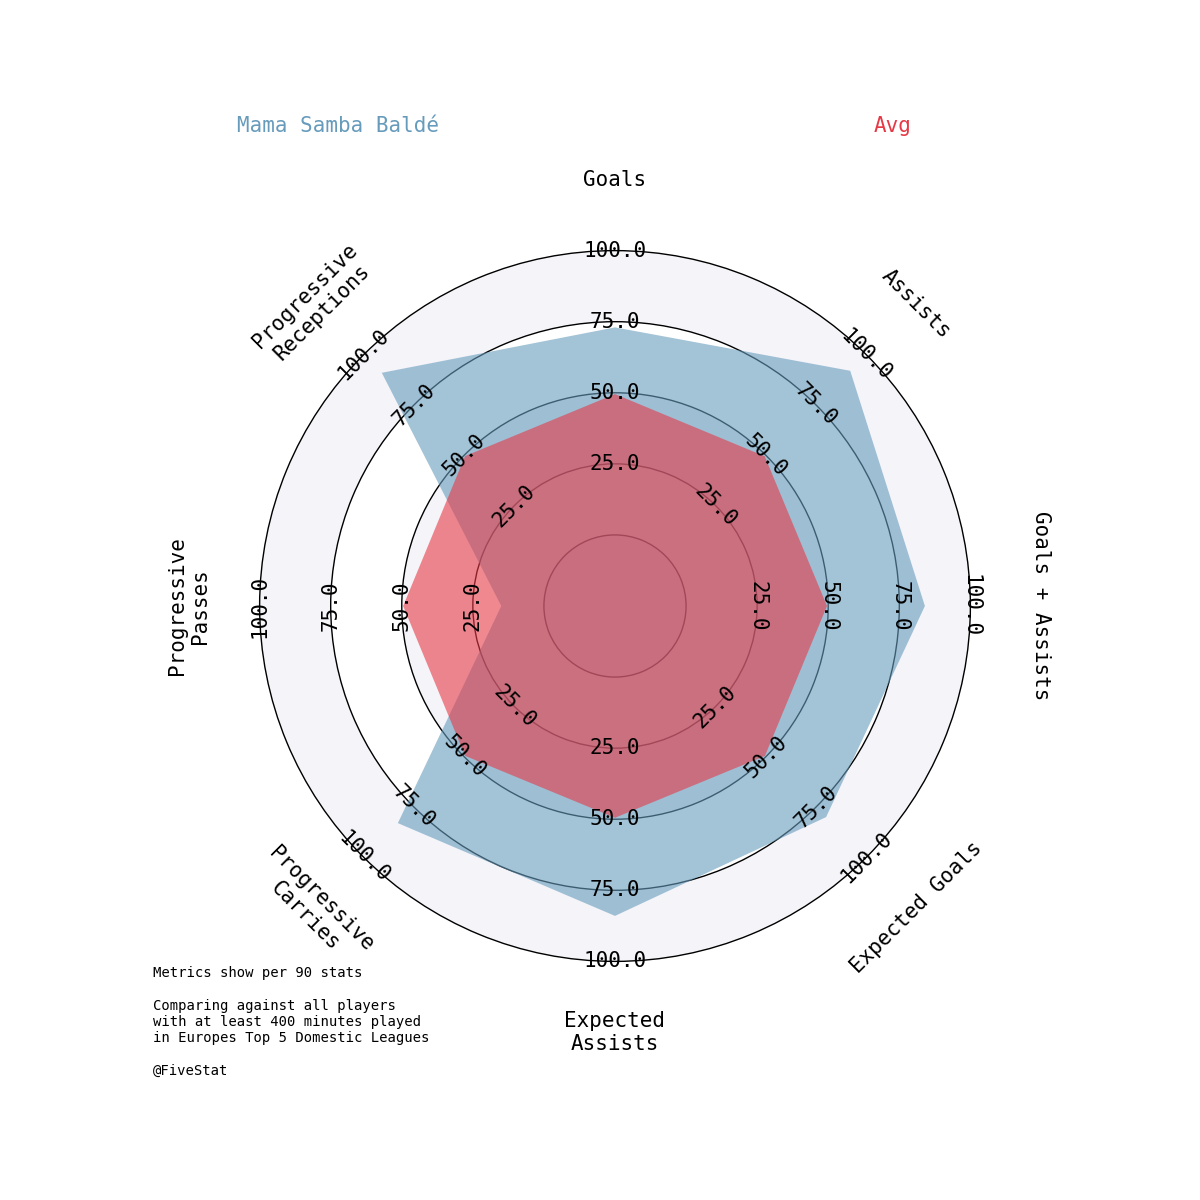 Mama Samba Baldé
Avg
Goals
Assists
Goals + Assists
Expected Goals
Expected
Assists
Progressive
Carries
Progressive
Passes
Progressive
Receptions
25.0
50.0
75.0
100.0
25.0
50.0
75.0
100.0
25.0
50.0
75.0
100.0
25.0
50.0
75.0
100.0
25.0
50.0
75.0
100.0
25.0
50.0
75.0
100.0
25.0
50.0
75.0
100.0
25.0
50.0
75.0
100.0
Metrics show per 90 stats
Comparing against all players
with at least 400 minutes played
in Europes Top 5 Domestic Leagues
@FiveStat